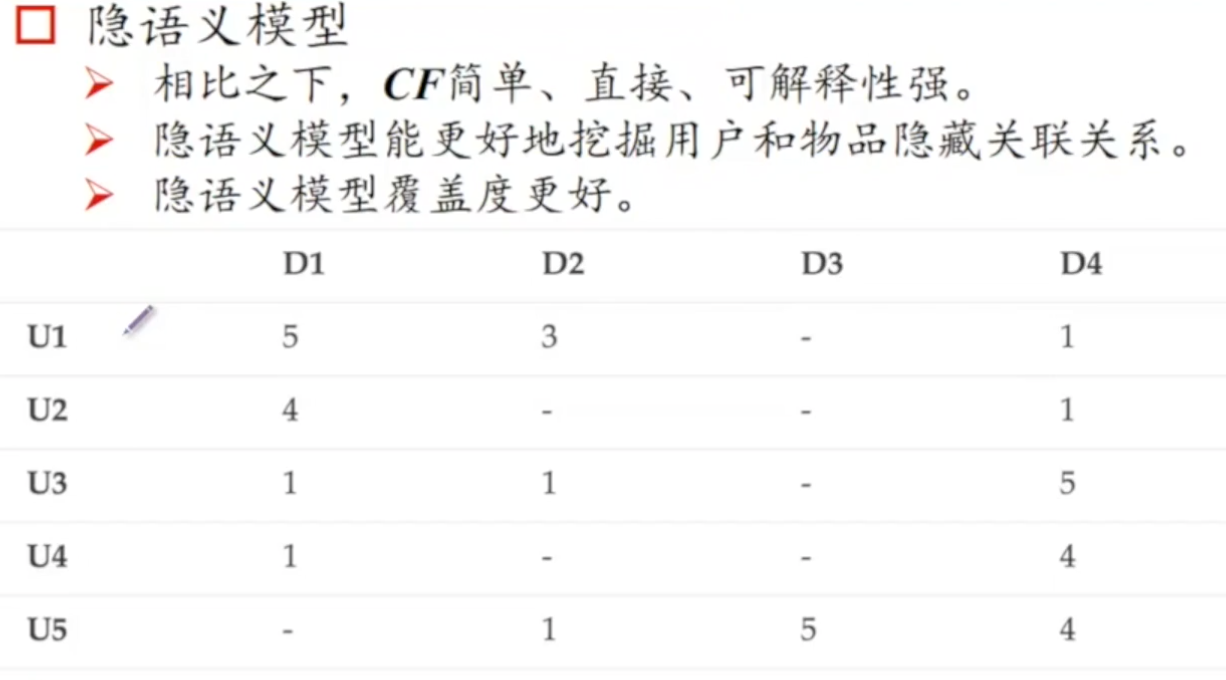 隐语义模型
相比之下，CF简单、直接、可解释性强。
隐语义模型能更好地挖掘用户和物品隐藏关联关系。
隐语义模型覆盖度更好。
D1 D2 D3 D4
U1 5 3 - 1
U2 4 - - 1
U3 1 1 - 5
U4 1 - - 4
U5 - 1 5 4